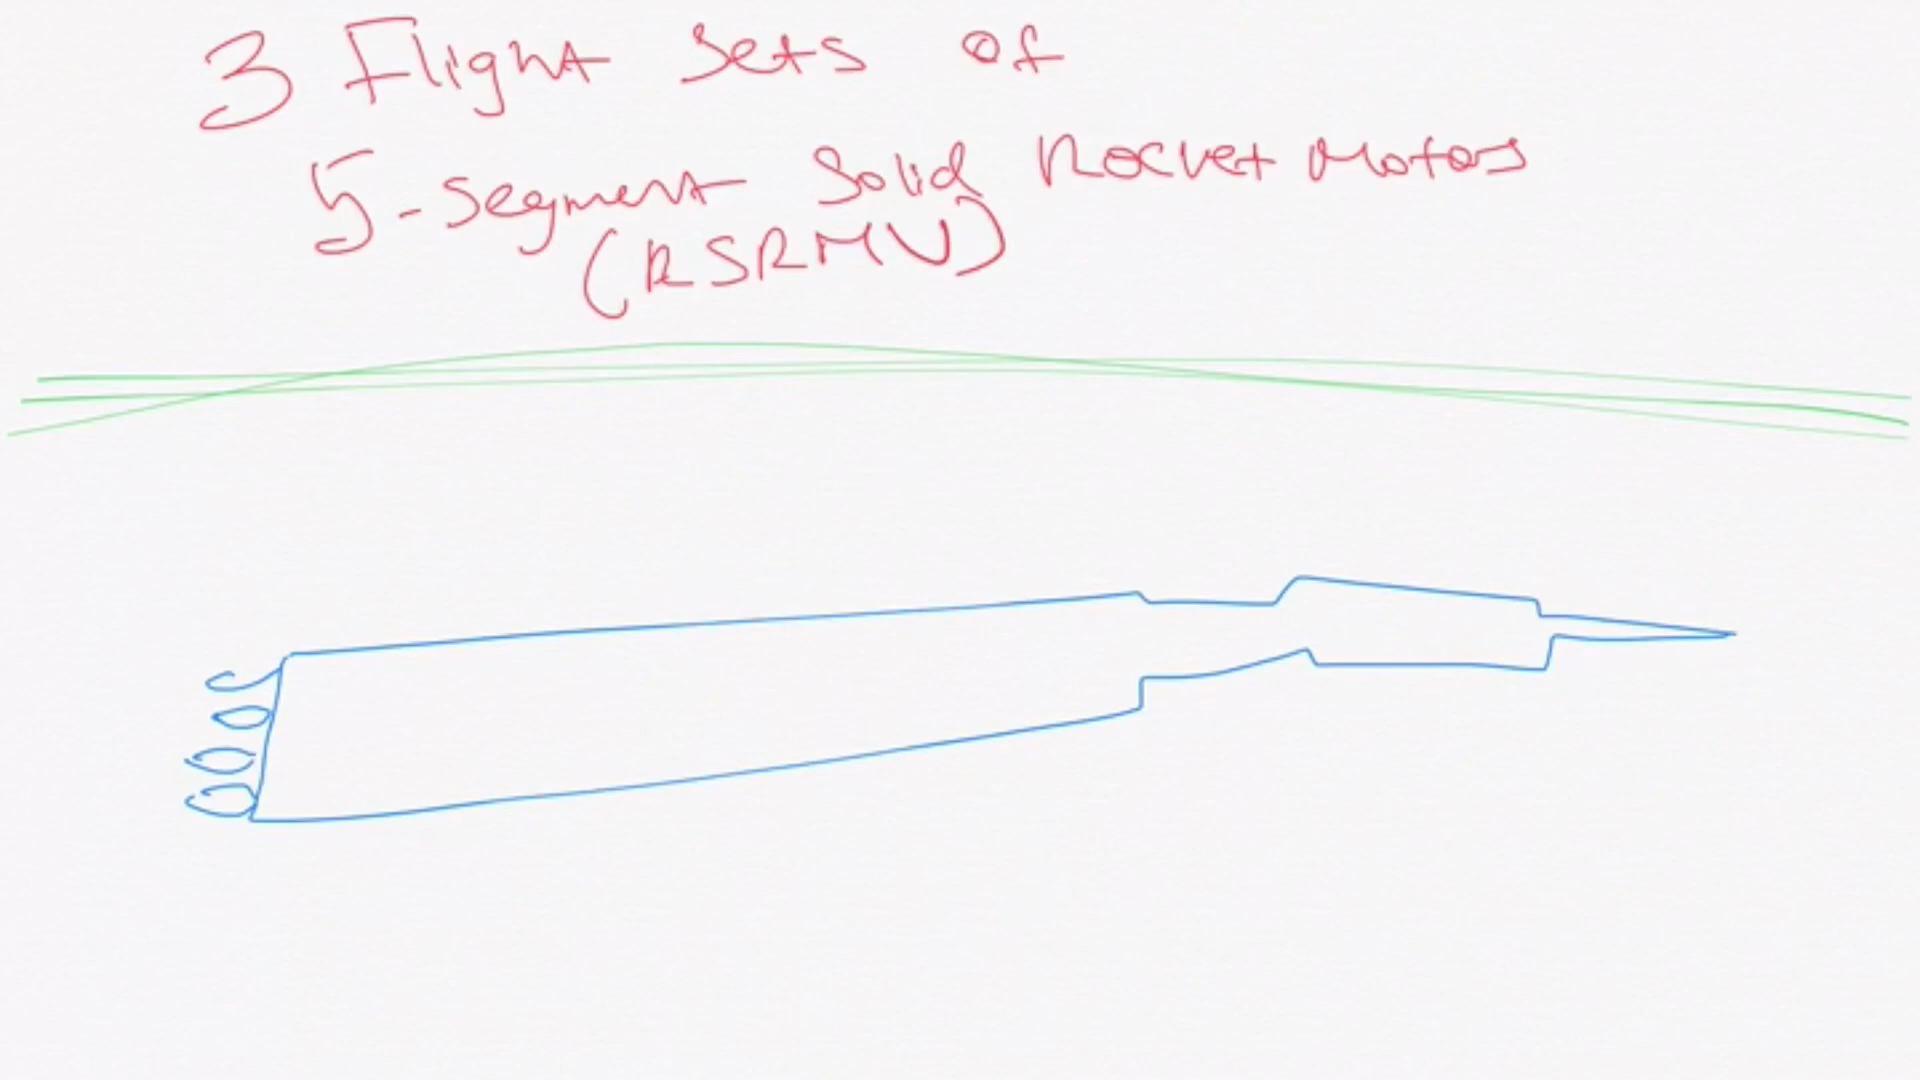 3 Flight Sets of
5-Segment Solid Rocket Motors
(RSRMV)